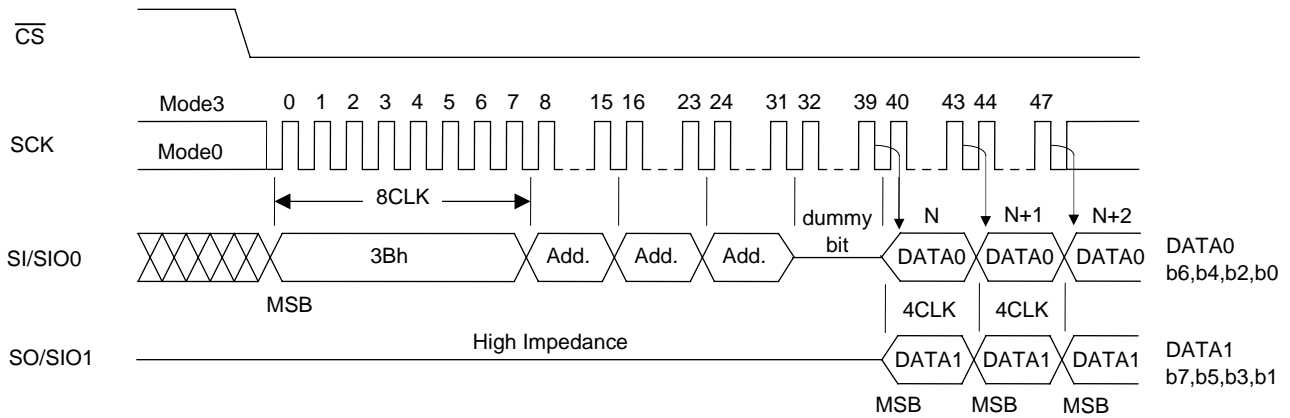 CS
Mode3 0 1 2 3 4 5 6 7 8 15 16 23 24 31 32 39 40 43 44 47
SCK
Mode0
8CLK
dummy
bit
N N+1 N+2
SI/SIO0 3Bh Add. Add. Add. DATA0 DATA0 DATA0
DATA0
b6,b4,b2,b0
MSB
4CLK 4CLK
High Impedance
SO/SIO1 DATA1 DATA1 DATA1
DATA1
b7,b5,b3,b1
MSB MSB MSB